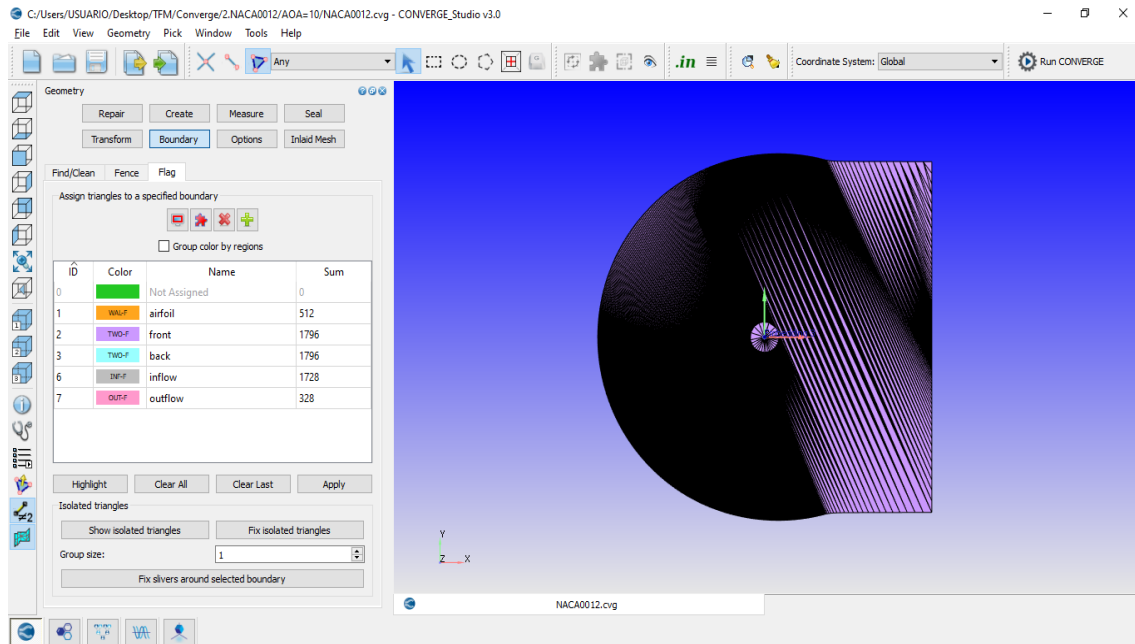 C:/Users/USUARIO/Desktop/TFM/Converge/2.NACA0012/AOA=10/NACA0012.cvg - CONVERGE_Studio v3.0
File Edit View Geometry Pick Window Tools Help
Any
.in
Coordinate System: Global
Run CONVERGE
Geometry
Repair Create Measure Seal
Transform Boundary Options Inlaid Mesh
Find/Clean Fence Flag
Assign triangles to a specified boundary
Group color by regions
ID Color Name Sum
0 Not Assigned 0
1 WAL-F airfoil 512
2 TWO-F front 1796
3 TWO-F back 1796
6 INF-F inflow 1728
7 OUT-F outflow 328
Highlight Clear All Clear Last Apply
Isolated triangles
Show isolated triangles Fix isolated triangles
Group size: 1
Fix slivers around selected boundary
Y
Z X
NACA0012.cvg